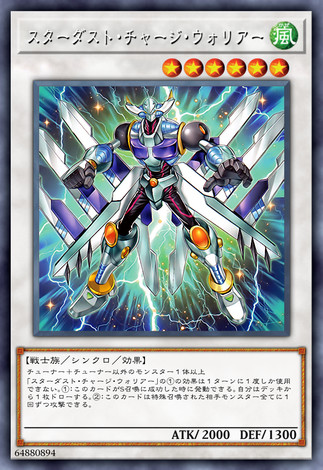 スターダスト・チャージ・ウォリアー 風
【戦士族／シンクロ／効果】
チューナー＋チューナー以外のモンスター１体以上
「スターダスト・チャージ・ウォリアー」の①の効果は１ターンに１度しか使用
できない。①：このカードがS召喚に成功した時に発動できる。自分はデッキか
ら１枚ドローする。②：このカードは特殊召喚された相手モンスター全てに１
回ずつ攻撃できる。
ATK/ 2000 DEF/1300
64880894